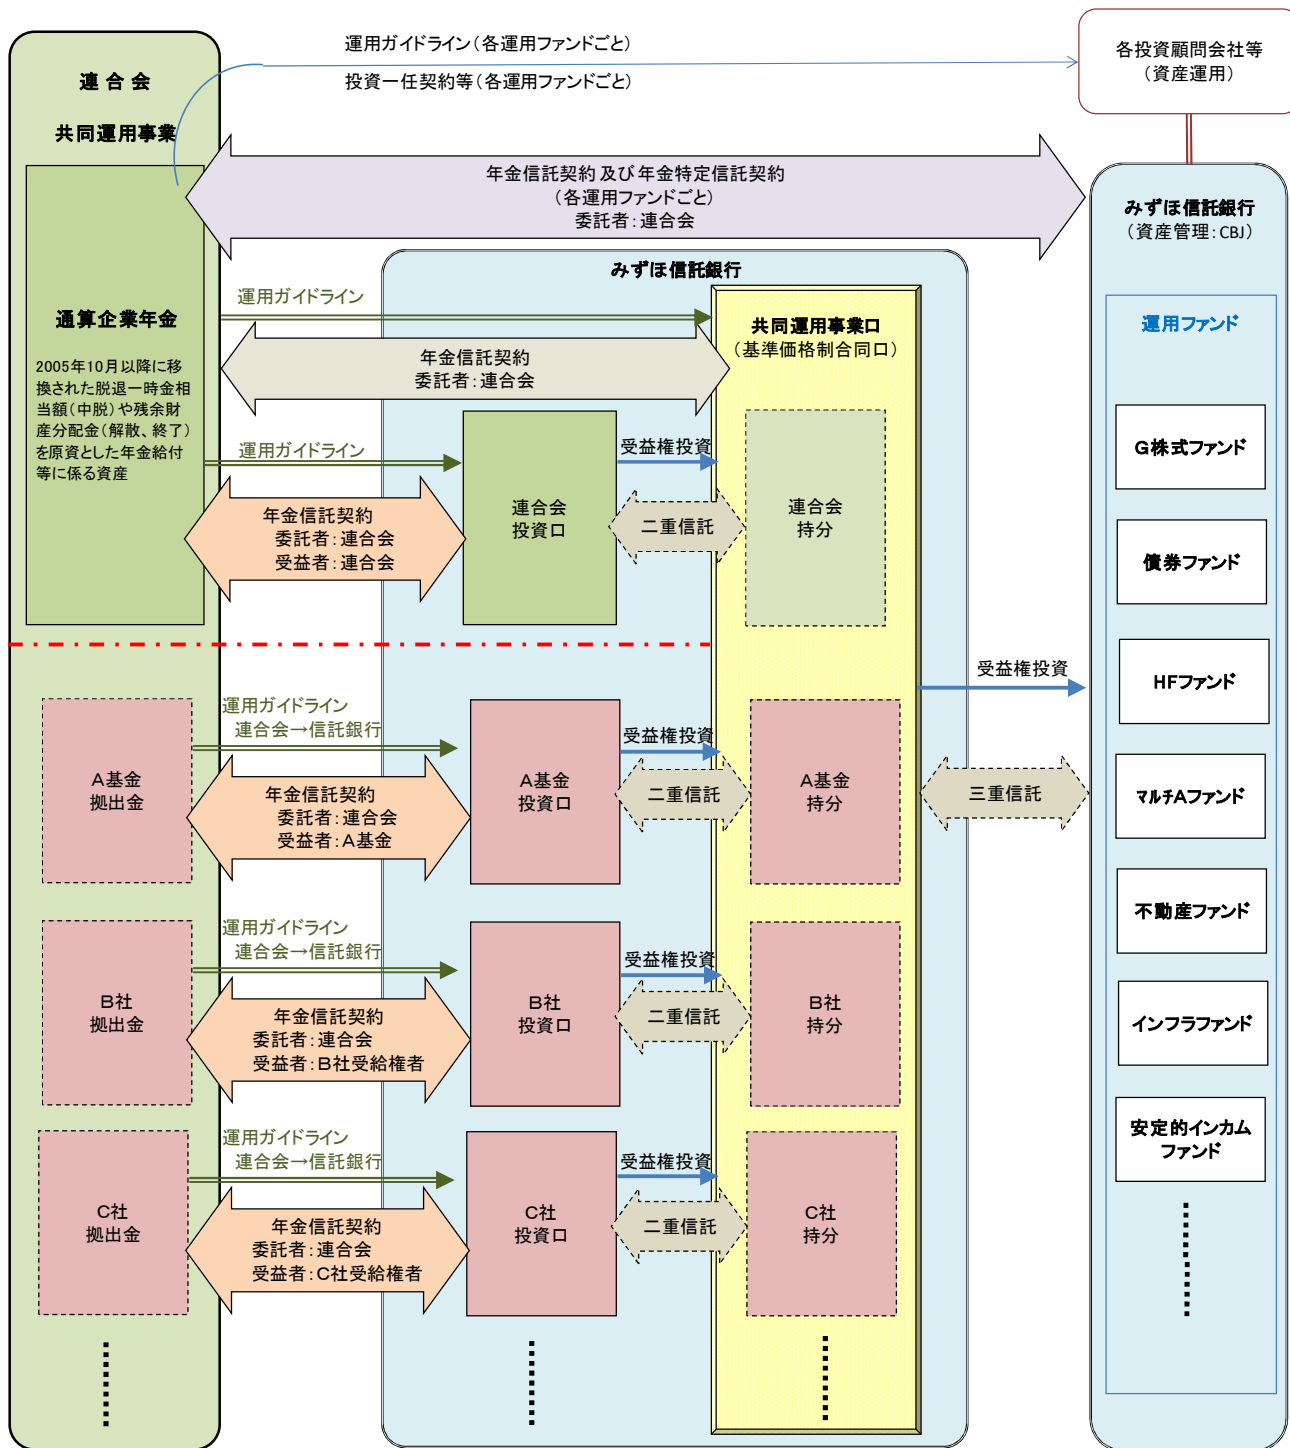 運用ガイドライン（各運用ファンドごと）
投資一任契約等（各運用ファンドごと）
各投資顧問会社等
（資産運用）
連合会
共同運用事業
年金信託契約及び年金特定信託契約
（各運用ファンドごと）
委託者：連合会
みずほ信託銀行
（資産管理：CBJ）
みずほ信託銀行
運用ガイドライン
通算企業年金
2005年10月以降に移
換された脱退一時金相
当額（中脱）や残余財
産分配金（解散、終了）
を原資とした年金給付
等に係る資産
年金信託契約
委託者：連合会
共同運用事業口
（基準価格制合同口）
運用ファンド
運用ガイドライン
受益権投資
年金信託契約
委託者：連合会
受益者：連合会
連合会
投資口
二重信託
連合会
持分
G株式ファンド
債券ファンド
HFファンド
マルチAファンド
不動産ファンド
インフラファンド
安定的インカム
ファンド
受益権投資
三重信託
運用ガイドライン
連合会→信託銀行
受益権投資
A基金
拠出金
年金信託契約
委託者：連合会
受益者：A基金
A基金
投資口
二重信託
A基金
持分
運用ガイドライン
連合会→信託銀行
受益権投資
B社
拠出金
年金信託契約
委託者：連合会
受益者：B社受給権者
B社
投資口
二重信託
B社
持分
運用ガイドライン
連合会→信託銀行
受益権投資
C社
拠出金
年金信託契約
委託者：連合会
受益者：C社受給権者
C社
投資口
二重信託
C社
持分